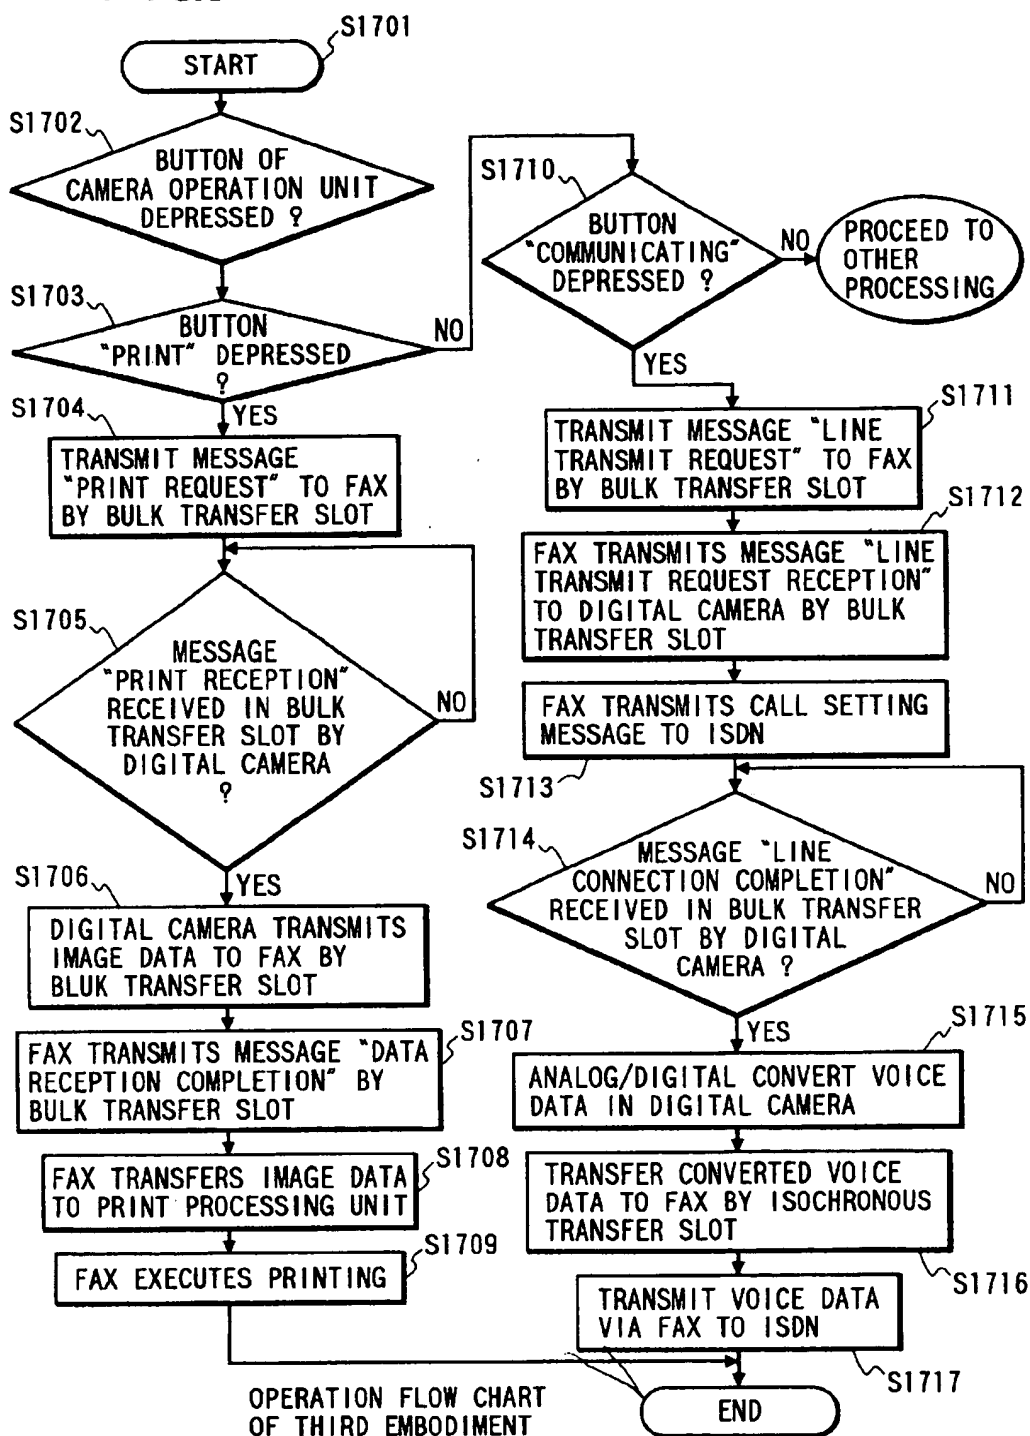 S1701
START
S1702
BUTTON OF
CAMERA OPERATION UNIT
DEPRESSED ?
S1703
BUTTON
"PRINT" DEPRESSED
?
NO
YES
S1704
TRANSMIT MESSAGE
"PRINT REQUEST" TO FAX
BY BULK TRANSFER SLOT
S1705
MESSAGE
"PRINT RECEPTION"
RECEIVED IN BULK
TRANSFER SLOT BY
DIGITAL CAMERA
?
NO
YES
S1706
DIGITAL CAMERA TRANSMITS
IMAGE DATA TO FAX BY
BLUK TRANSFER SLOT
S1707
FAX TRANSMITS MESSAGE "DATA
RECEPTION COMPLETION" BY
BULK TRANSFER SLOT
S1708
FAX TRANSFERS IMAGE DATA
TO PRINT PROCESSING UNIT
S1709
FAX EXECUTES PRINTING
S1710
BUTTON
"COMMUNICATING"
DEPRESSED ?
NO
PROCEED TO
OTHER
PROCESSING
YES
S1711
TRANSMIT MESSAGE "LINE
TRANSMIT REQUEST" TO FAX
BY BULK TRANSFER SLOT
S1712
FAX TRANSMITS MESSAGE "LINE
TRANSMIT REQUEST RECEPTION"
TO DIGITAL CAMERA BY BULK
TRANSFER SLOT
FAX TRANSMITS CALL SETTING
MESSAGE TO ISDN
S1713
S1714
MESSAGE "LINE
CONNECTION COMPLETION"
RECEIVED IN BULK TRANSFER
SLOT BY DIGITAL
CAMERA ?
NO
YES
S1715
ANALOG/DIGITAL CONVERT VOICE
DATA IN DIGITAL CAMERA
TRANSFER CONVERTED VOICE
DATA TO FAX BY ISOCHRONOUS
TRANSFER SLOT
S1716
TRANSMIT VOICE DATA
VIA FAX TO ISDN
S1717
END
OPERATION FLOW CHART
OF THIRD EMBODIMENT